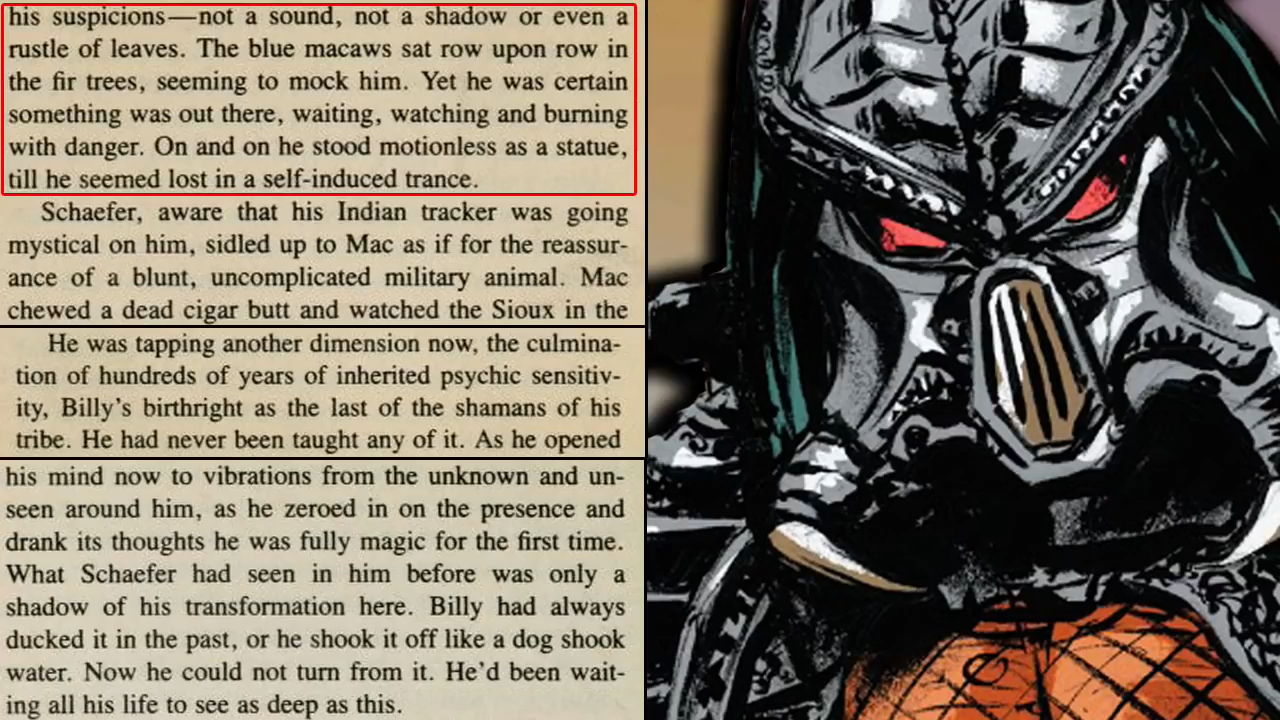 his suspicions—not a sound, not a shadow or even a
rustle of leaves. The blue macaws sat row upon row in
the fir trees, seeming to mock him. Yet he was certain
something was out there, waiting, watching and burning
with danger. On and on he stood motionless as a statue,
till he seemed lost in a self-induced trance.
Schaefer, aware that his Indian tracker was going
mystical on him, sidled up to Mac as if for the reassur-
ance of a blunt, uncomplicated military animal. Mac
chewed a dead cigar butt and watched the Sioux in the
He was tapping another dimension now, the culmina-
tion of hundreds of years of inherited psychic sensitiv-
ity, Billy's birthright as the last of the shamans of his
tribe. He had never been taught any of it. As he opened
his mind now to vibrations from the unknown and un-
seen around him, as he zeroed in on the presence and
drank its thoughts he was fully magic for the first time.
What Schaefer had seen in him before was only a
shadow of his transformation here. Billy had always
ducked it in the past, or he shook it off like a dog shook
water. Now he could not turn from it. He'd been wait-
ing all his life to see as deep as this.